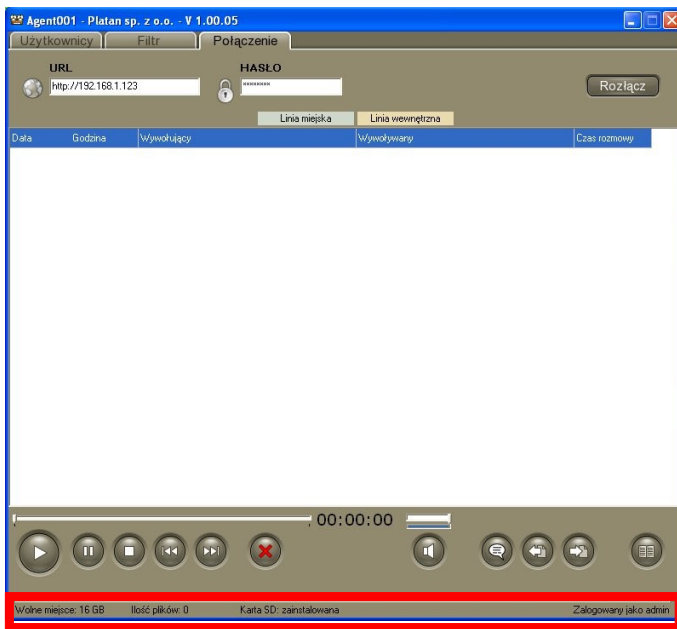 Agent001 - Platan sp. z o.o. - V 1.00.05
Użytkownicy Filtr Połączenie
URL HASŁO
http://192.168.1.123 ********
Rozłącz
Linia miejska Linia wewnętrzna
Data Godzina Wywołujący Wywoływany Czas rozmowy
00:00:00
Wolne miejsce: 16 GB Ilość plików: 0 Karta SD: zainstalowana Zalogowany jako admin